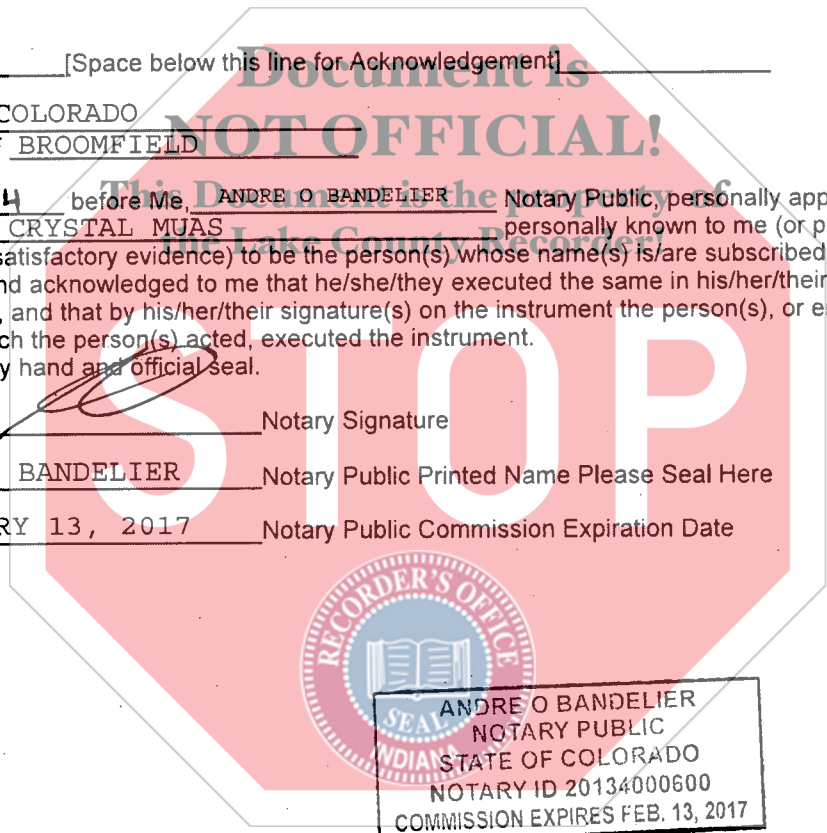 [Space below this line for Acknowledgement]
Document is
COLORADO
NOT OFFICIAL!
BROOMFIELD
This Document is the property of
4 before Me, ANDRE O BANDELIER Notary Public, personally app
the Lake County Recorder!
CRYSTAL MUAS personally known to me (or p
satisfactory evidence) to be the person(s) whose name(s) is/are subscribed
nd acknowledged to me that he/she/they executed the same in his/her/their
, and that by his/her/their signature(s) on the instrument the person(s), or e
ch the person(s) acted, executed the instrument.
y hand and official seal.
STOP
Notary Signature
BANDELIER Notary Public Printed Name Please Seal Here
RY 13, 2017 Notary Public Commission Expiration Date
RECORDER'S OFFICE
SEAL
INDIANA
ANDRE O BANDELIER
NOTARY PUBLIC
STATE OF COLORADO
NOTARY ID 20134000600
COMMISSION EXPIRES FEB. 13, 2017